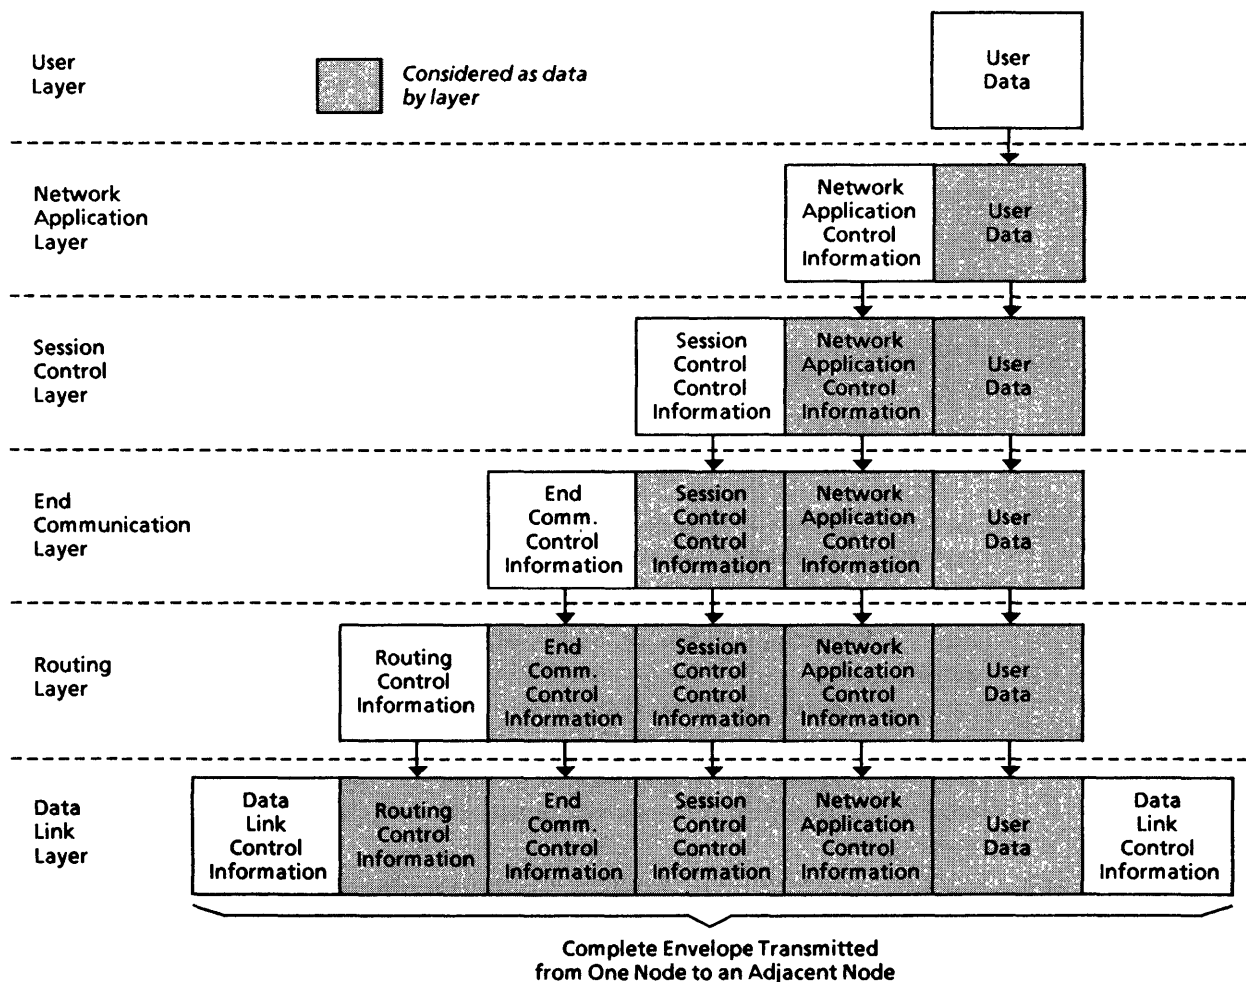 User
Layer
Considered as data
by layer
User
Data
Network
Application
Layer
Network
Application
Control
Information
User
Data
Session
Control
Layer
Session
Control
Control
Information
Network
Application
Control
Information
User
Data
End
Communication
Layer
End
Comm.
Control
Information
Session
Control
Control
Information
Network
Application
Control
Information
User
Data
Routing
Layer
Routing
Control
Information
End
Comm.
Control
Information
Session
Control
Control
Information
Network
Application
Control
Information
User
Data
Data
Link
Layer
Data
Link
Control
Information
Routing
Control
Information
End
Comm.
Control
Information
Session
Control
Control
Information
Network
Application
Control
Information
User
Data
Data
Link
Control
Information
Complete Envelope Transmitted
from One Node to an Adjacent Node